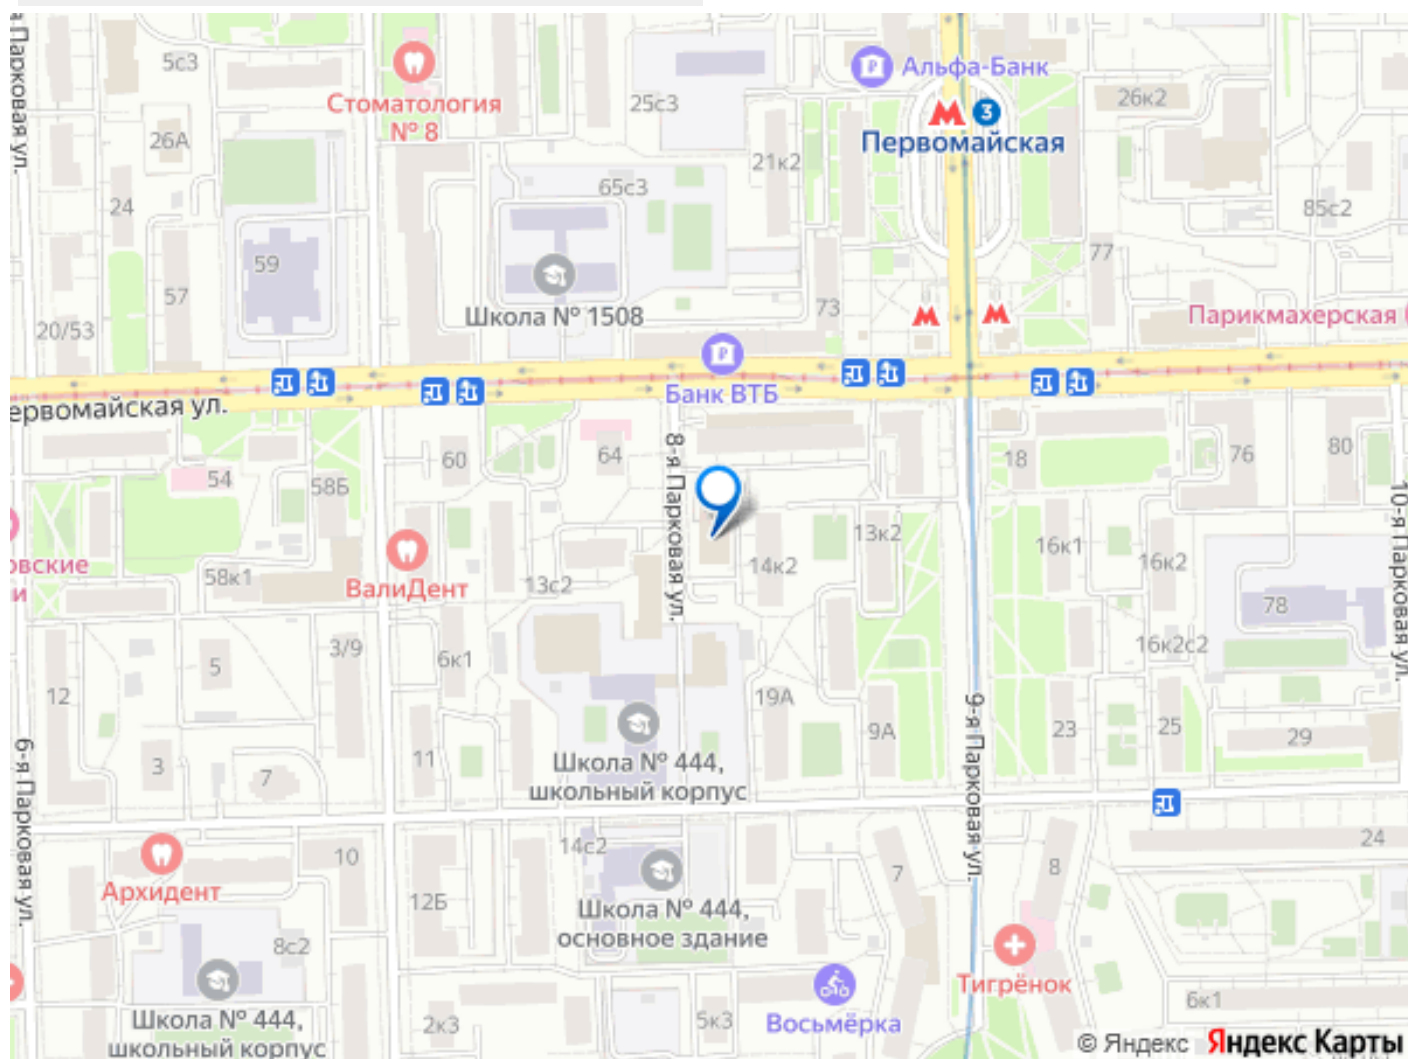 5с3
Стоматология
№ 8
25с3
Альфа-Банк
3
Первомайская
26к2
я Парковая ул.
26А
21к2
24
65с3
85с2
59
77
57
Школа № 1508
73
20/53
Парикмахерская
Банк ВТБ
ервомайская ул.
60
64
8-я Парковая ул.
18
76
80
54
58Б
10-я Парковая ул.
13к2
16к1
16к2
14к2
овские
и
58к1
ВалиДент
13с2
78
3/9
5
6к1
16к2с2
12
19А
9-я Парковая ул.
23
25
9А
29
3
7
11
6-я Парковая ул.
Школа № 444,
школьный корпус
24
10
14с2
7
8
Архидент
12Б
Школа № 444,
основное здание
8с2
Тигрёнок
Школа № 444,
школьный корпус
2к3
5к3
Восьмёрка
6к1
© Яндекс Яндекс Карты